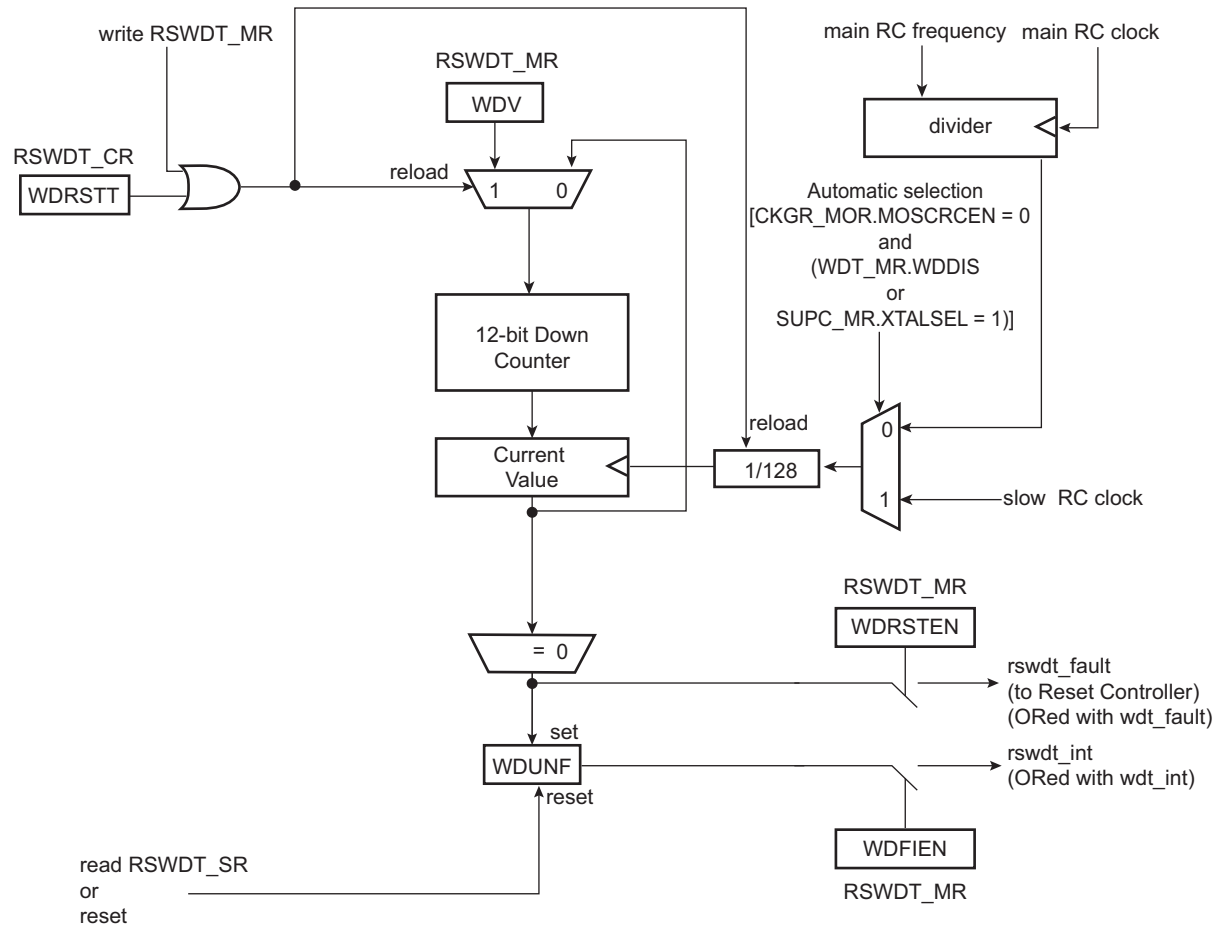 write RSWDT_MR
main RC frequency
main RC clock
RSWDT_MR
WDV
divider
RSWDT_CR
WDRSTT
reload
1
0
Automatic selection
[CKGR_MOR.MOSCRCEN = 0
and
(WDT_MR.WDDIS
or
SUPC_MR.XTALSEL = 1)]
12-bit Down
Counter
reload
0
Current
Value
1/128
1
slow RC clock
RSWDT_MR
WDRSTEN
= 0
rswdt_fault
(to Reset Controller)
(ORed with wdt_fault)
set
WDUNF
reset
rswdt_int
(ORed with wdt_int)
WDFIEN
RSWDT_MR
read RSWDT_SR
or
reset